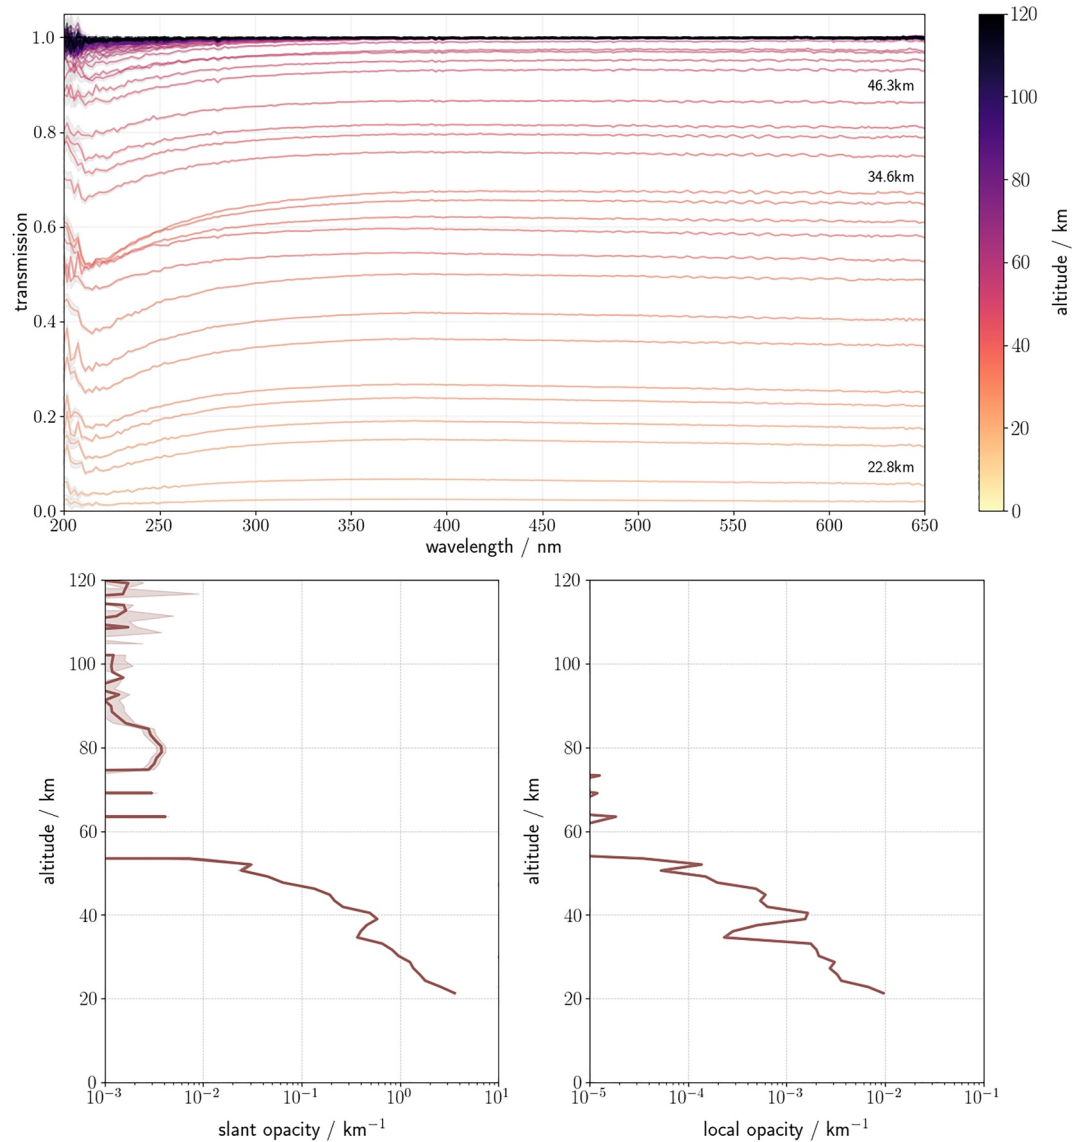 1.0
0.8
0.6
0.4
0.2
0.0
transmission
46.3km
34.6km
22.8km
200 250 300 350 400 450 500 550 600 650
wavelength / nm
120
100
80
60
40
20
0
altitude / km
120
100
80
60
40
20
0
altitude / km
10⁻³ 10⁻² 10⁻¹ 10⁰ 10¹
slant opacity / km⁻¹
120
100
80
60
40
20
0
altitude / km
10⁻⁵ 10⁻⁴ 10⁻³ 10⁻² 10⁻¹
local opacity / km⁻¹